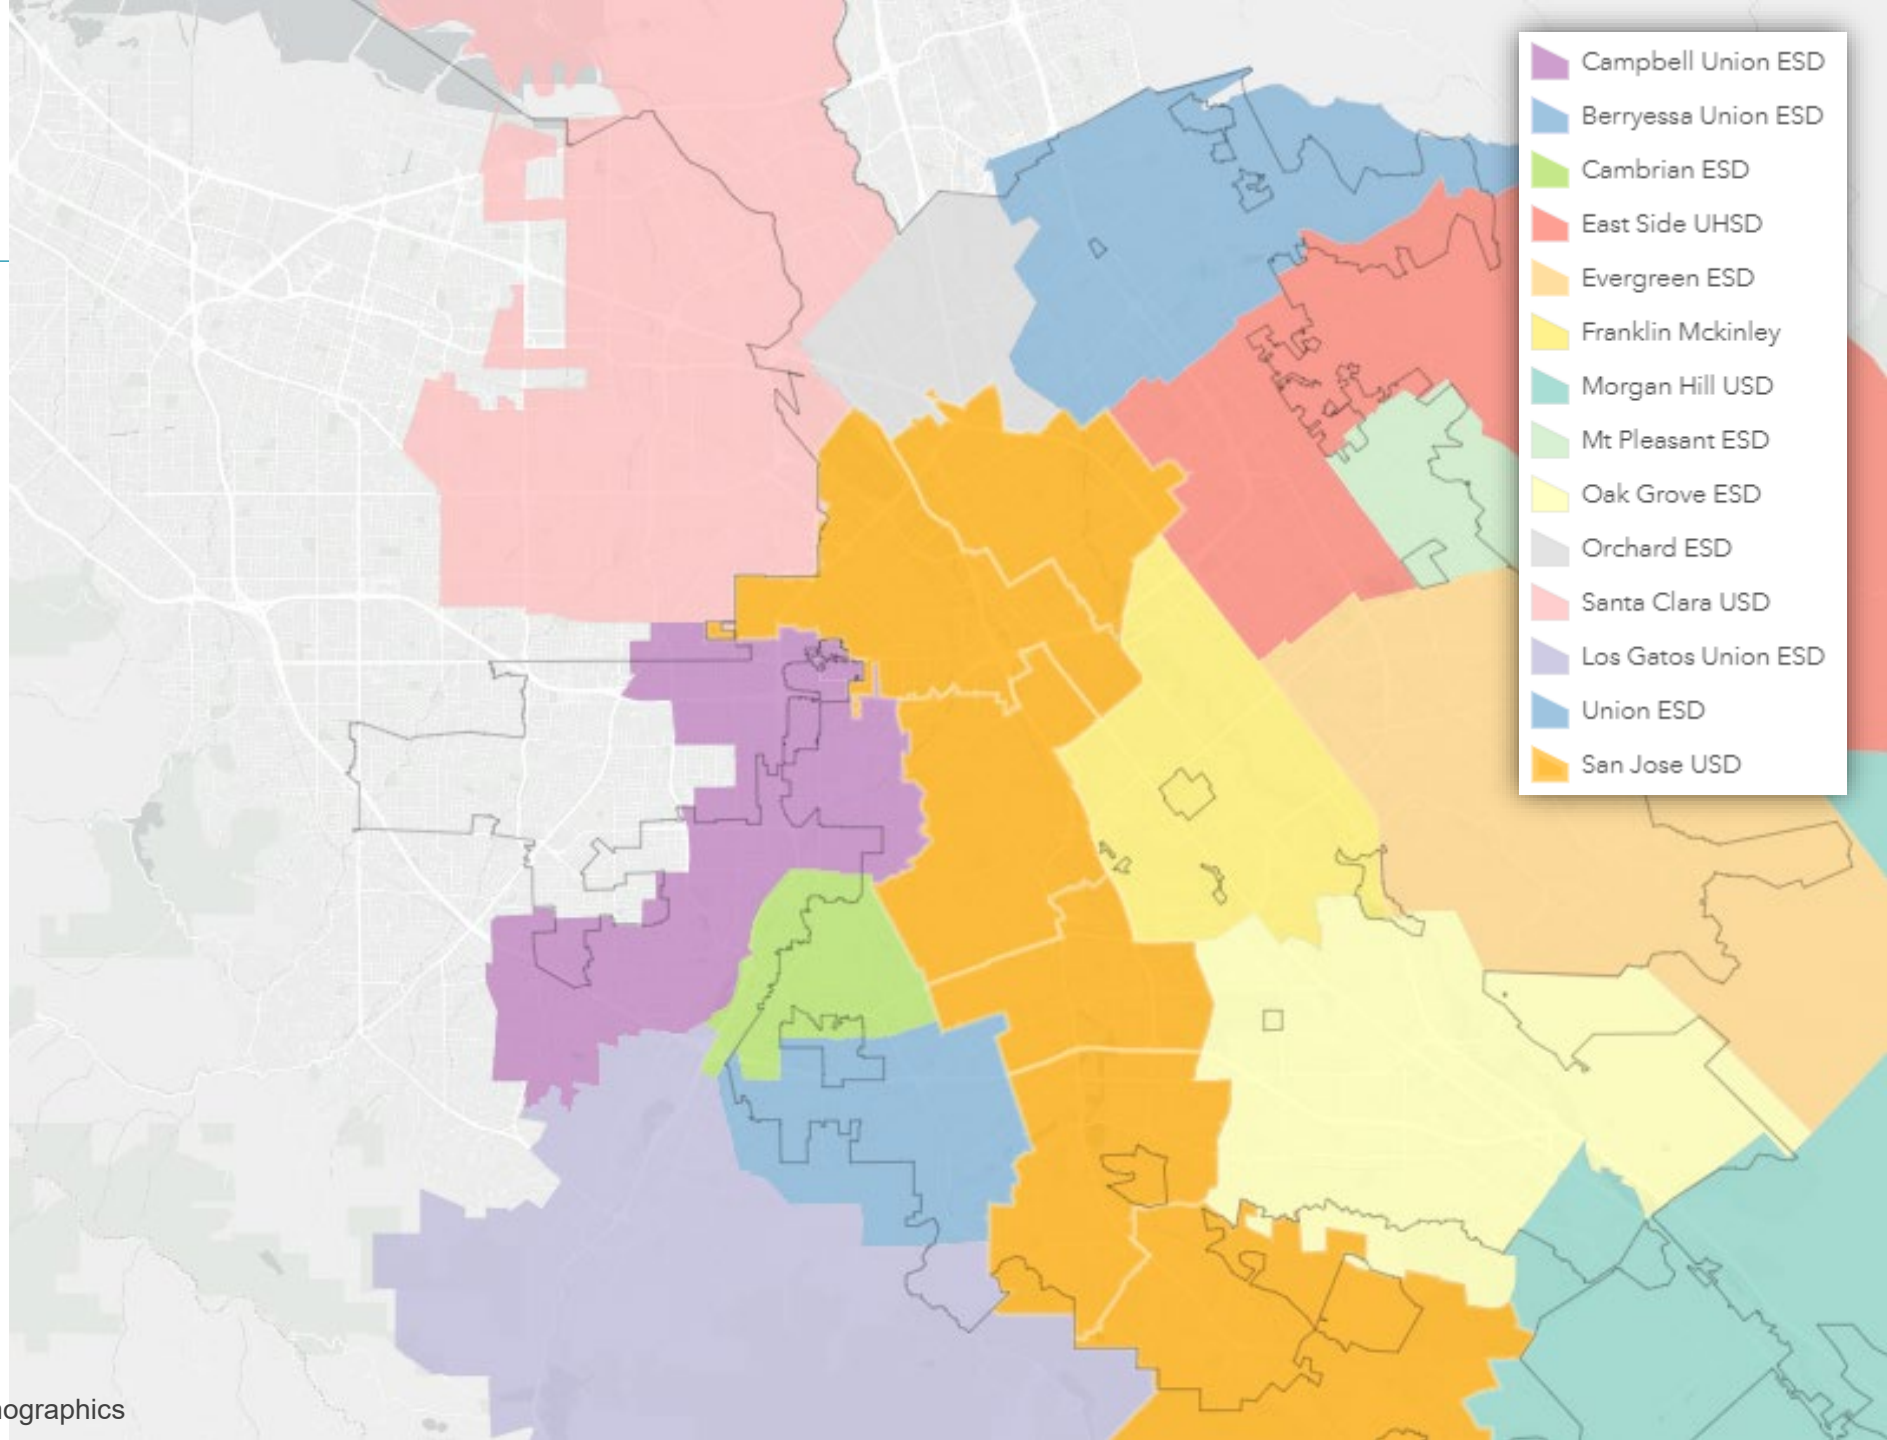 Campbell Union ESD
Berryessa Union ESD
Cambrian ESD
East Side UHSD
Evergreen ESD
Franklin Mckinley
Morgan Hill USD
Mt Pleasant ESD
Oak Grove ESD
Orchard ESD
Santa Clara USD
Los Gatos Union ESD
Union ESD
San Jose USD
ographics